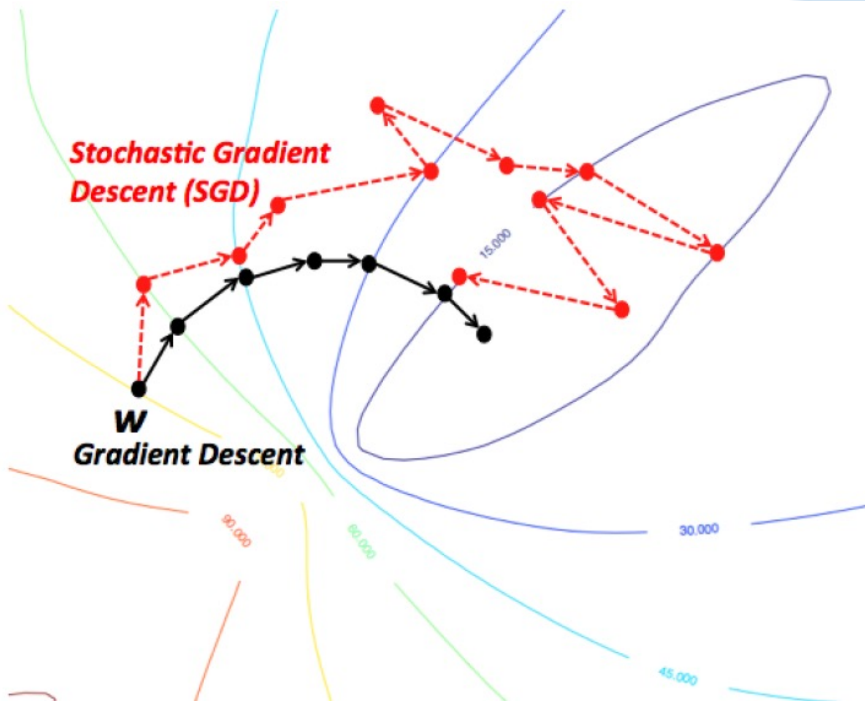 Stochastic Gradient
Descent (SGD)
15.000
W
Gradient Descent
90.000
60.000
30.000
45.000